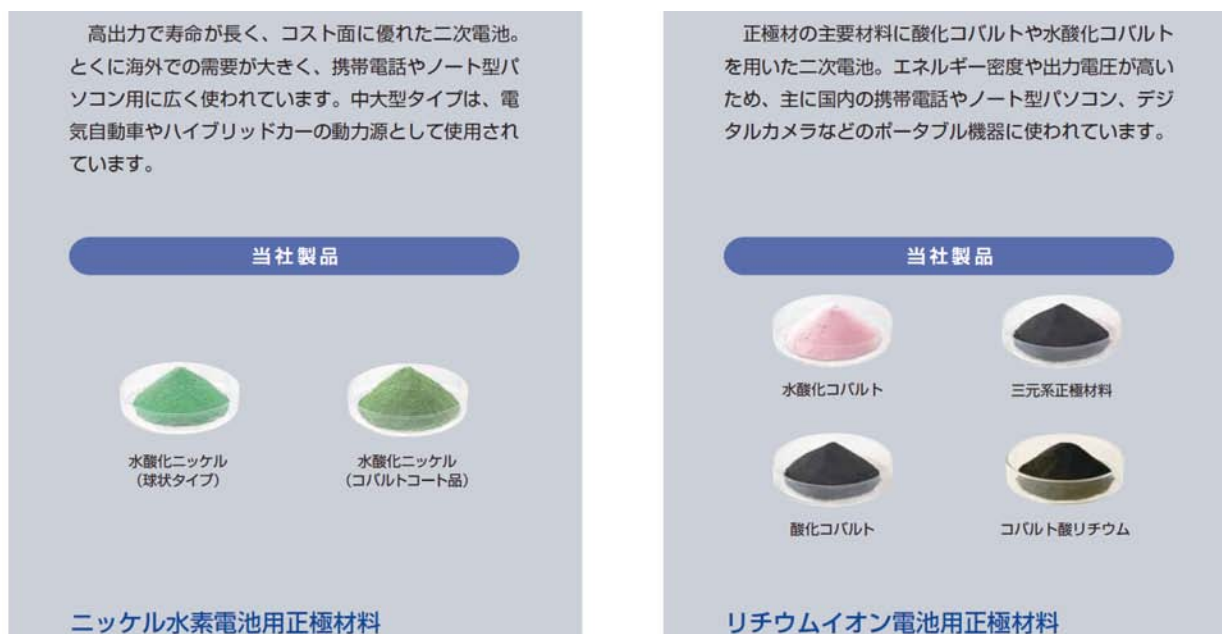 高出力で寿命が長く、コスト面に優れた二次電池。
とくに海外での需要が大きく、携帯電話やノート型パ
ソコン用に広く使われています。中大型タイプは、電
気自動車やハイブリッドカーの動力源として使用され
ています。
当社製品
水酸化ニッケル
（球状タイプ）
水酸化ニッケル
（コバルトコート品）
ニッケル水素電池用正極材料
正極材の主要材料に酸化コバルトや水酸化コバルト
を用いた二次電池。エネルギー密度や出力電圧が高い
ため、主に国内の携帯電話やノート型パソコン、デジ
タルカメラなどのポータブル機器に使われています。
当社製品
水酸化コバルト
三元系正極材料
酸化コバルト
コバルト酸リチウム
リチウムイオン電池用正極材料